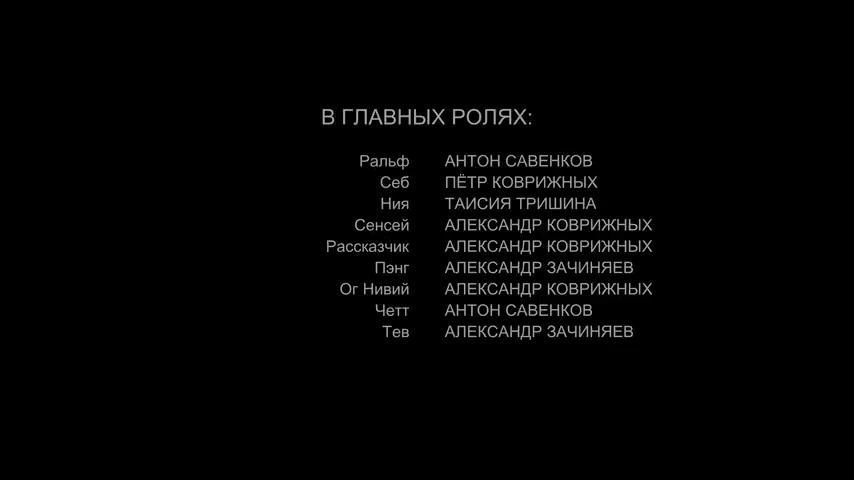 В ГЛАВНЫХ РОЛЯХ:
Ральф АНТОН САВЕНКОВ
Себ ПЁТР КОВРИЖНЫХ
Ния ТАИСИЯ ТРИШИНА
Сенсей АЛЕКСАНДР КОВРИЖНЫХ
Рассказчик АЛЕКСАНДР КОВРИЖНЫХ
Пэнг АЛЕКСАНДР ЗАЧИНЯЕВ
Ог Нивий АЛЕКСАНДР КОВРИЖНЫХ
Четт АНТОН САВЕНКОВ
Тев АЛЕКСАНДР ЗАЧИНЯЕВ